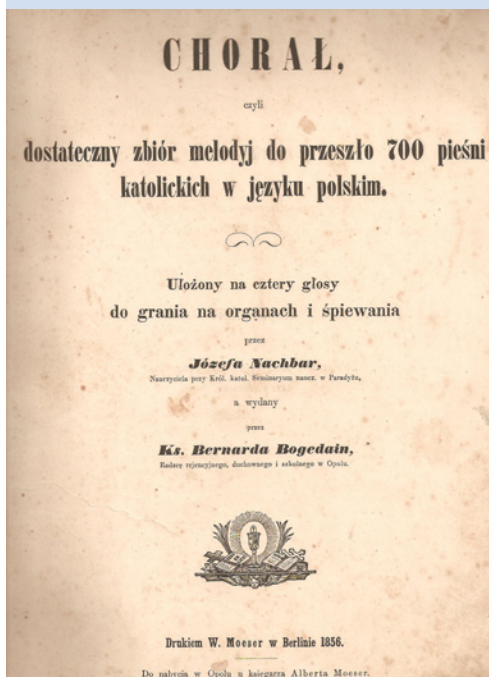 CHORAŁ,
czyli
dostateczny zbiór melodyj do przeszło 700 pieśni
katolickich w języku polskim.
Ułożony na cztery głosy
do grania na organach i śpiewania
przez
Józefa Nachbar,
Nauczyciela przy Król. katol. Seminaryum naucz. w Paradyżu,
a wydany
przez
Ks. Bernarda Bogedain,
Radzcę rejencyjnego, duchownego i szkolnego w Opolu.
Drukiem W. Moeser w Berlinie 1856.
Do nabycia w Opolu u księgarza Alberta Moeser.